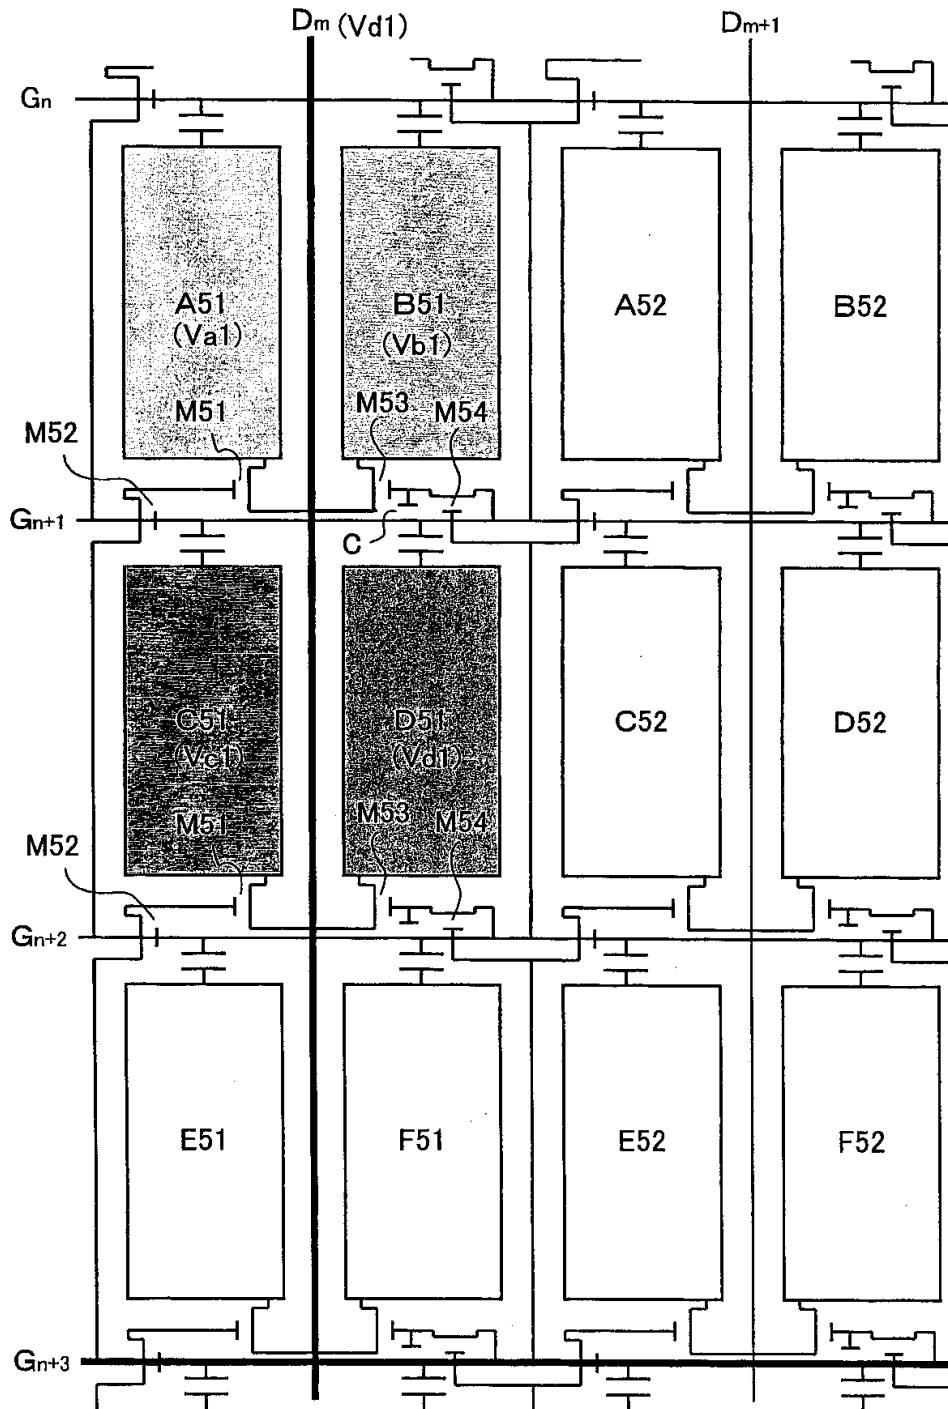 Dm (Vd1)
Dm+1
Gn
A51
(Va1)
B51
(Vb1)
A52
B52
M51
M52
M53
M54
Gn+1
C
C51
(Vc1)
D51
(Vd1)
C52
D52
M51
M52
M53
M54
Gn+2
E51
F51
E52
F52
Gn+3